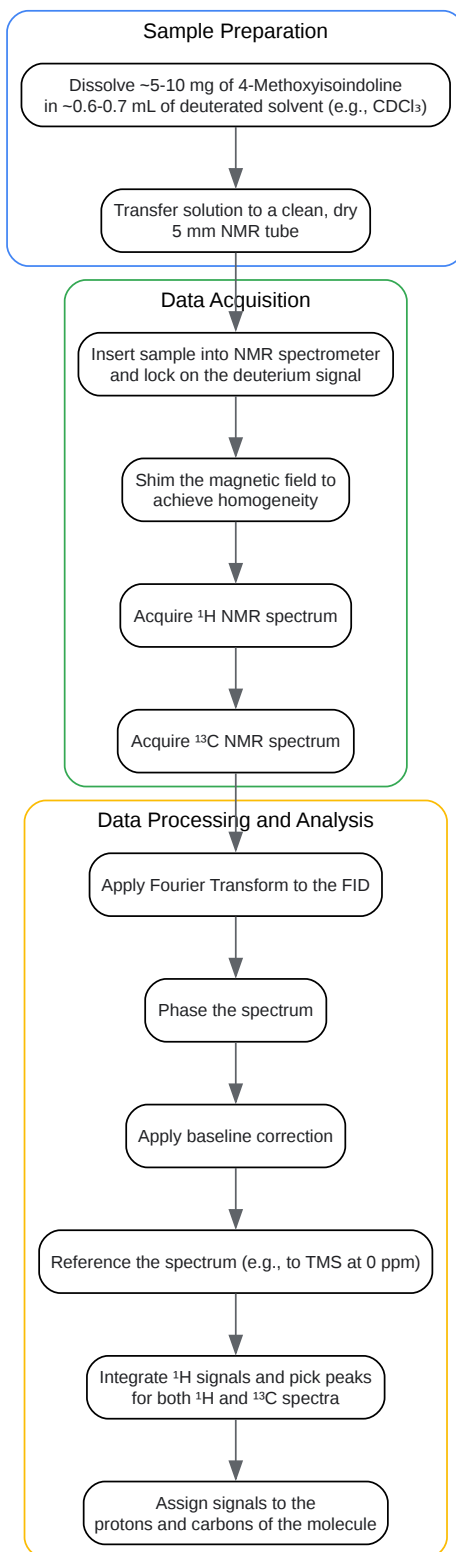 Sample Preparation
Dissolve ~5-10 mg of 4-Methoxyisoindoline
in ~0.6-0.7 mL of deuterated solvent (e.g., CDCl₃)
Transfer solution to a clean, dry
5 mm NMR tube
Data Acquisition
Insert sample into NMR spectrometer
and lock on the deuterium signal
Shim the magnetic field to
achieve homogeneity
Acquire ¹H NMR spectrum
Acquire ¹³C NMR spectrum
Data Processing and Analysis
Apply Fourier Transform to the FID
Phase the spectrum
Apply baseline correction
Reference the spectrum (e.g., to TMS at 0 ppm)
Integrate ¹H signals and pick peaks
for both ¹H and ¹³C spectra
Assign signals to the
protons and carbons of the molecule